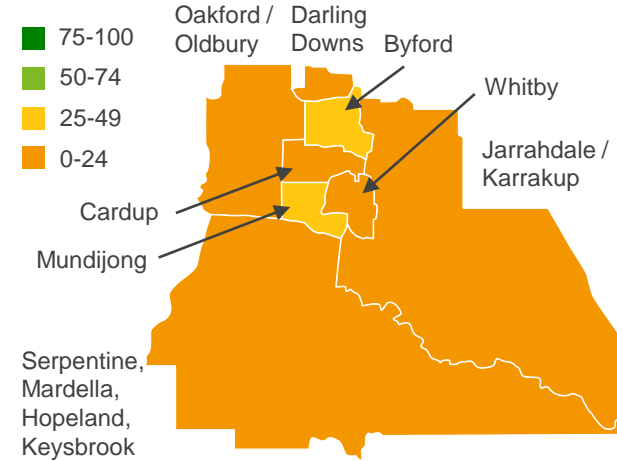 75-100
50-74
25-49
0-24
Oakford /
Oldbury
Darling
Downs
Byford
Whitby
Jarrahdale /
Karrakup
Cardup
Mundijong
Serpentine,
Mardella,
Hopeland,
Keysbrook